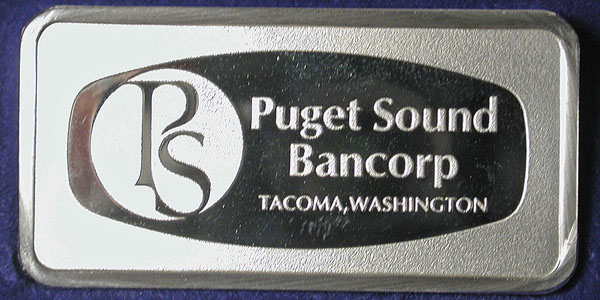 PS
Puget Sound
Bancorp
TACOMA, WASHINGTON